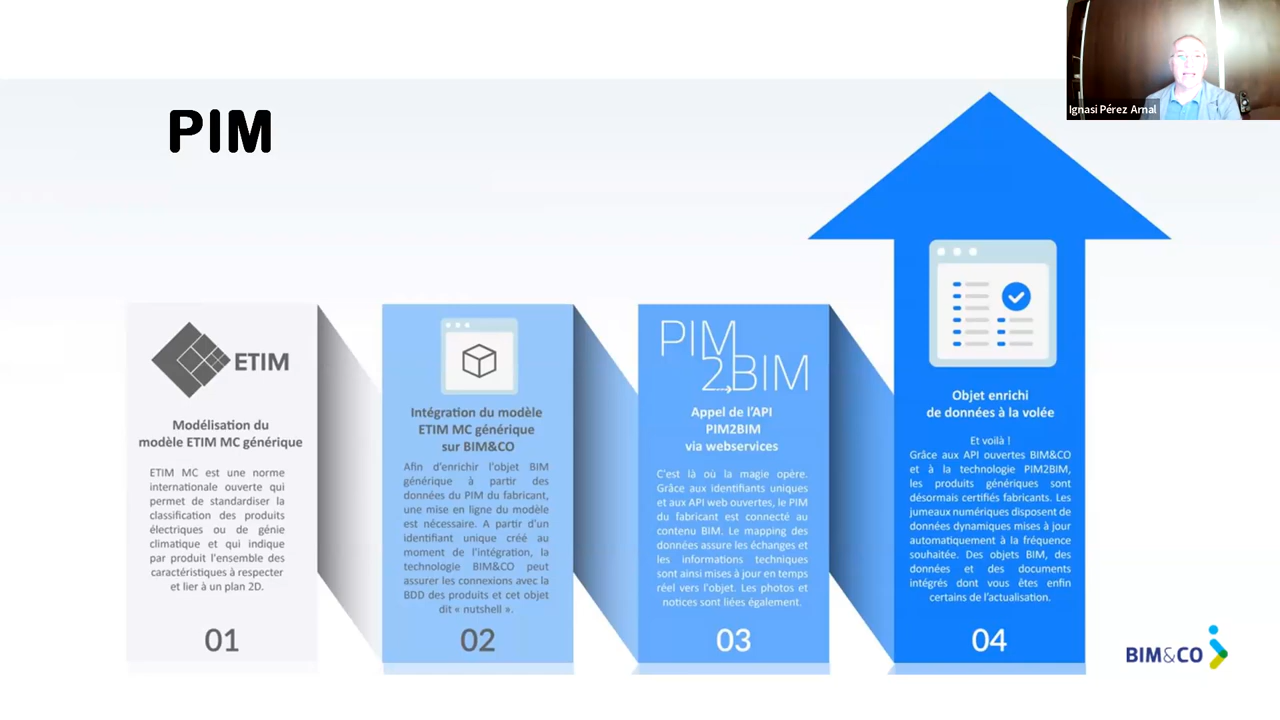 Ignasi Pérez Arnal
PIM
ETIM
Modélisation du
modèle ETIM MC générique
ETIM MC est une norme
internationale ouverte qui
permet de standardiser la
classification des produits
électriques ou de génie
climatique et qui indique
par produit l'ensemble des
caractéristiques à respecter
et lier à un plan 2D.
01
Intégration du modèle
ETIM MC générique
sur BIM&CO
Afin d'enrichir l'objet BIM
générique à partir des
données du PIM du fabricant,
une mise en ligne du modèle
est nécessaire. A partir d'un
identifiant unique créé au
moment de l'intégration, la
technologie BIM&CO peut
assurer les connexions avec la
BDD des produits et cet objet
dit « nutshell ».
02
PIM
2BIM
Appel de l'API
PIM2BIM
via webservices
C'est là où la magie opère.
Grâce aux identifiants uniques
et aux API web ouvertes, le PIM
du fabricant est connecté au
contenu BIM. Le mapping des
données assure les échanges et
les informations techniques
sont ainsi mises à jour en temps
réel vers l'objet. Les photos et
notices sont liées également.
03
Objet enrichi
de données à la volée
Et voilà !
Grâce aux API ouvertes BIM&CO
et à la technologie PIM2BIM,
les produits génériques sont
désormais certifiés fabricants. Les
jumeaux numériques disposent de
données dynamiques mises à jour
automatiquement à la fréquence
souhaitée. Des objets BIM, des
données et des documents
intégrés dont vous êtes enfin
certains de l'actualisation.
04
BIM&CO